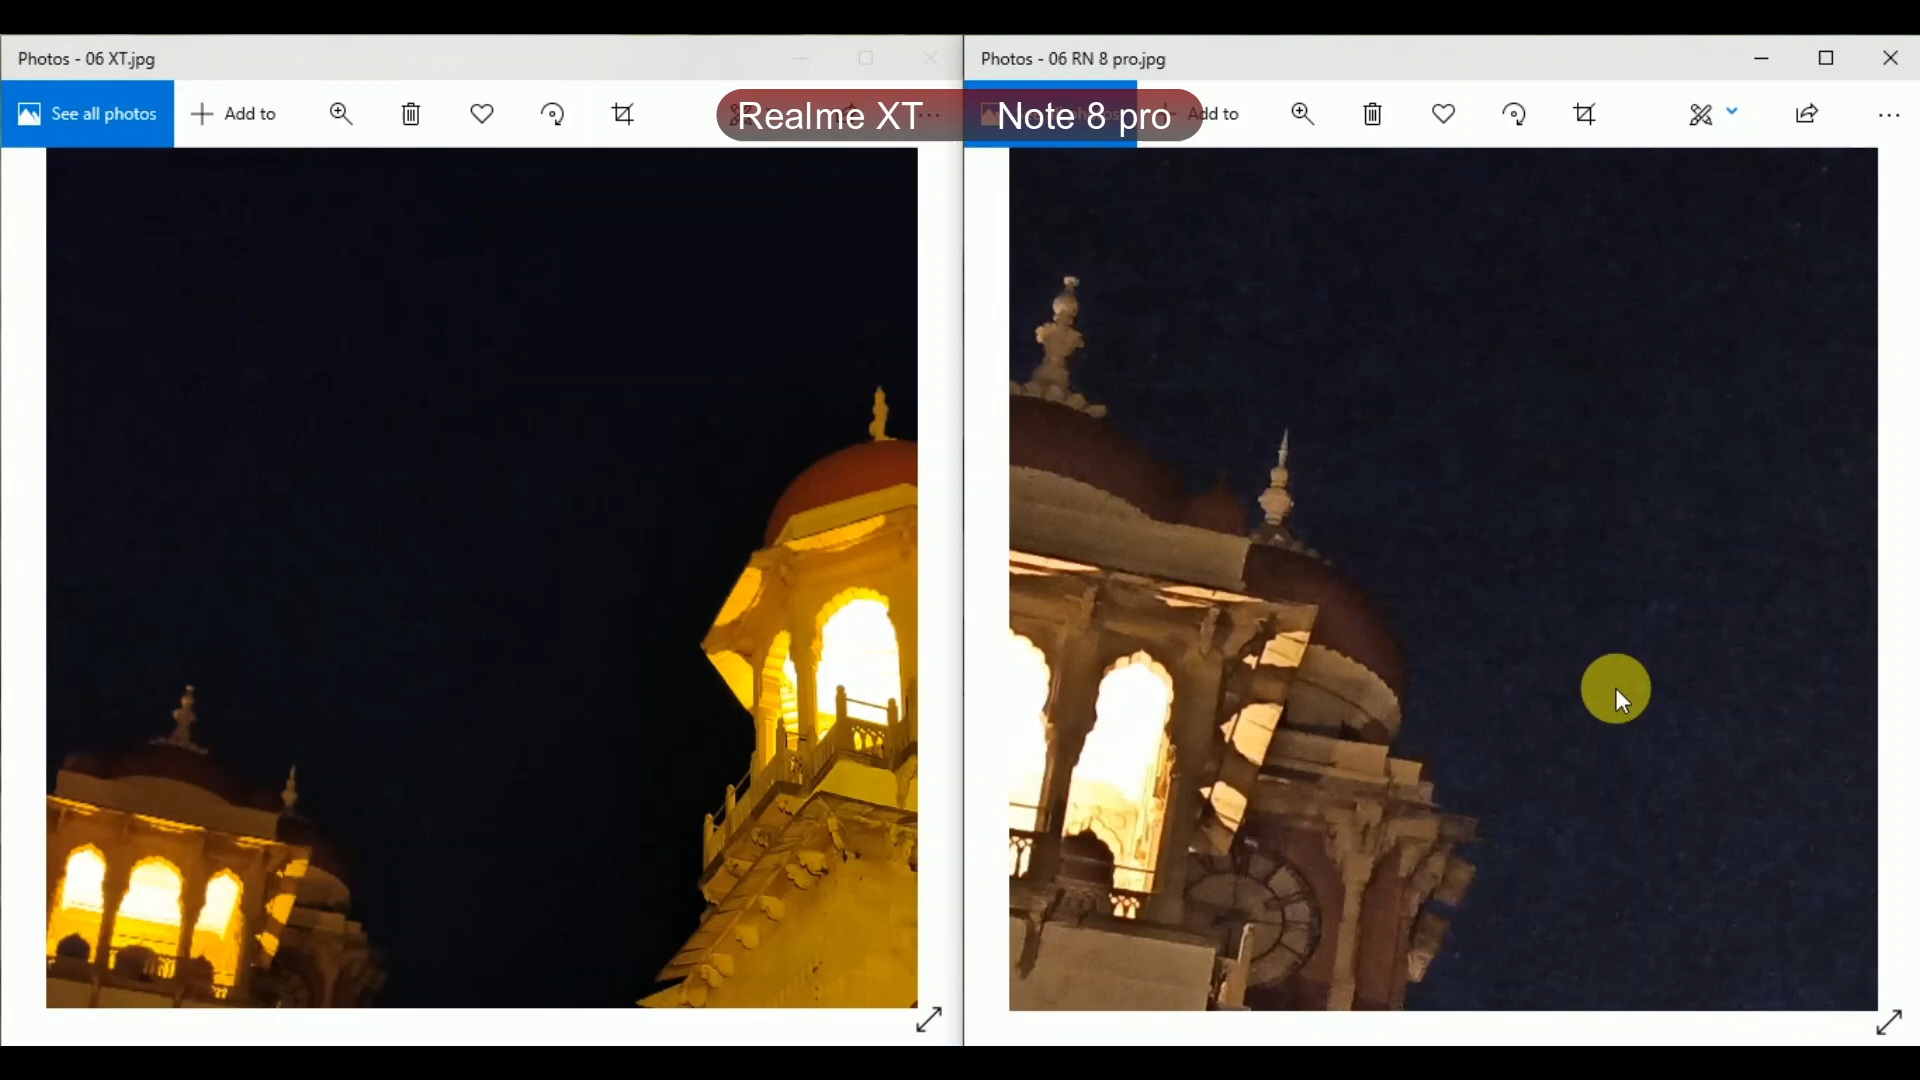 Photos - 06 XT.jpg
Photos - 06 RN 8 pro.jpg
See all photos
Add to
Realme XT
Note 8 pro
Add to